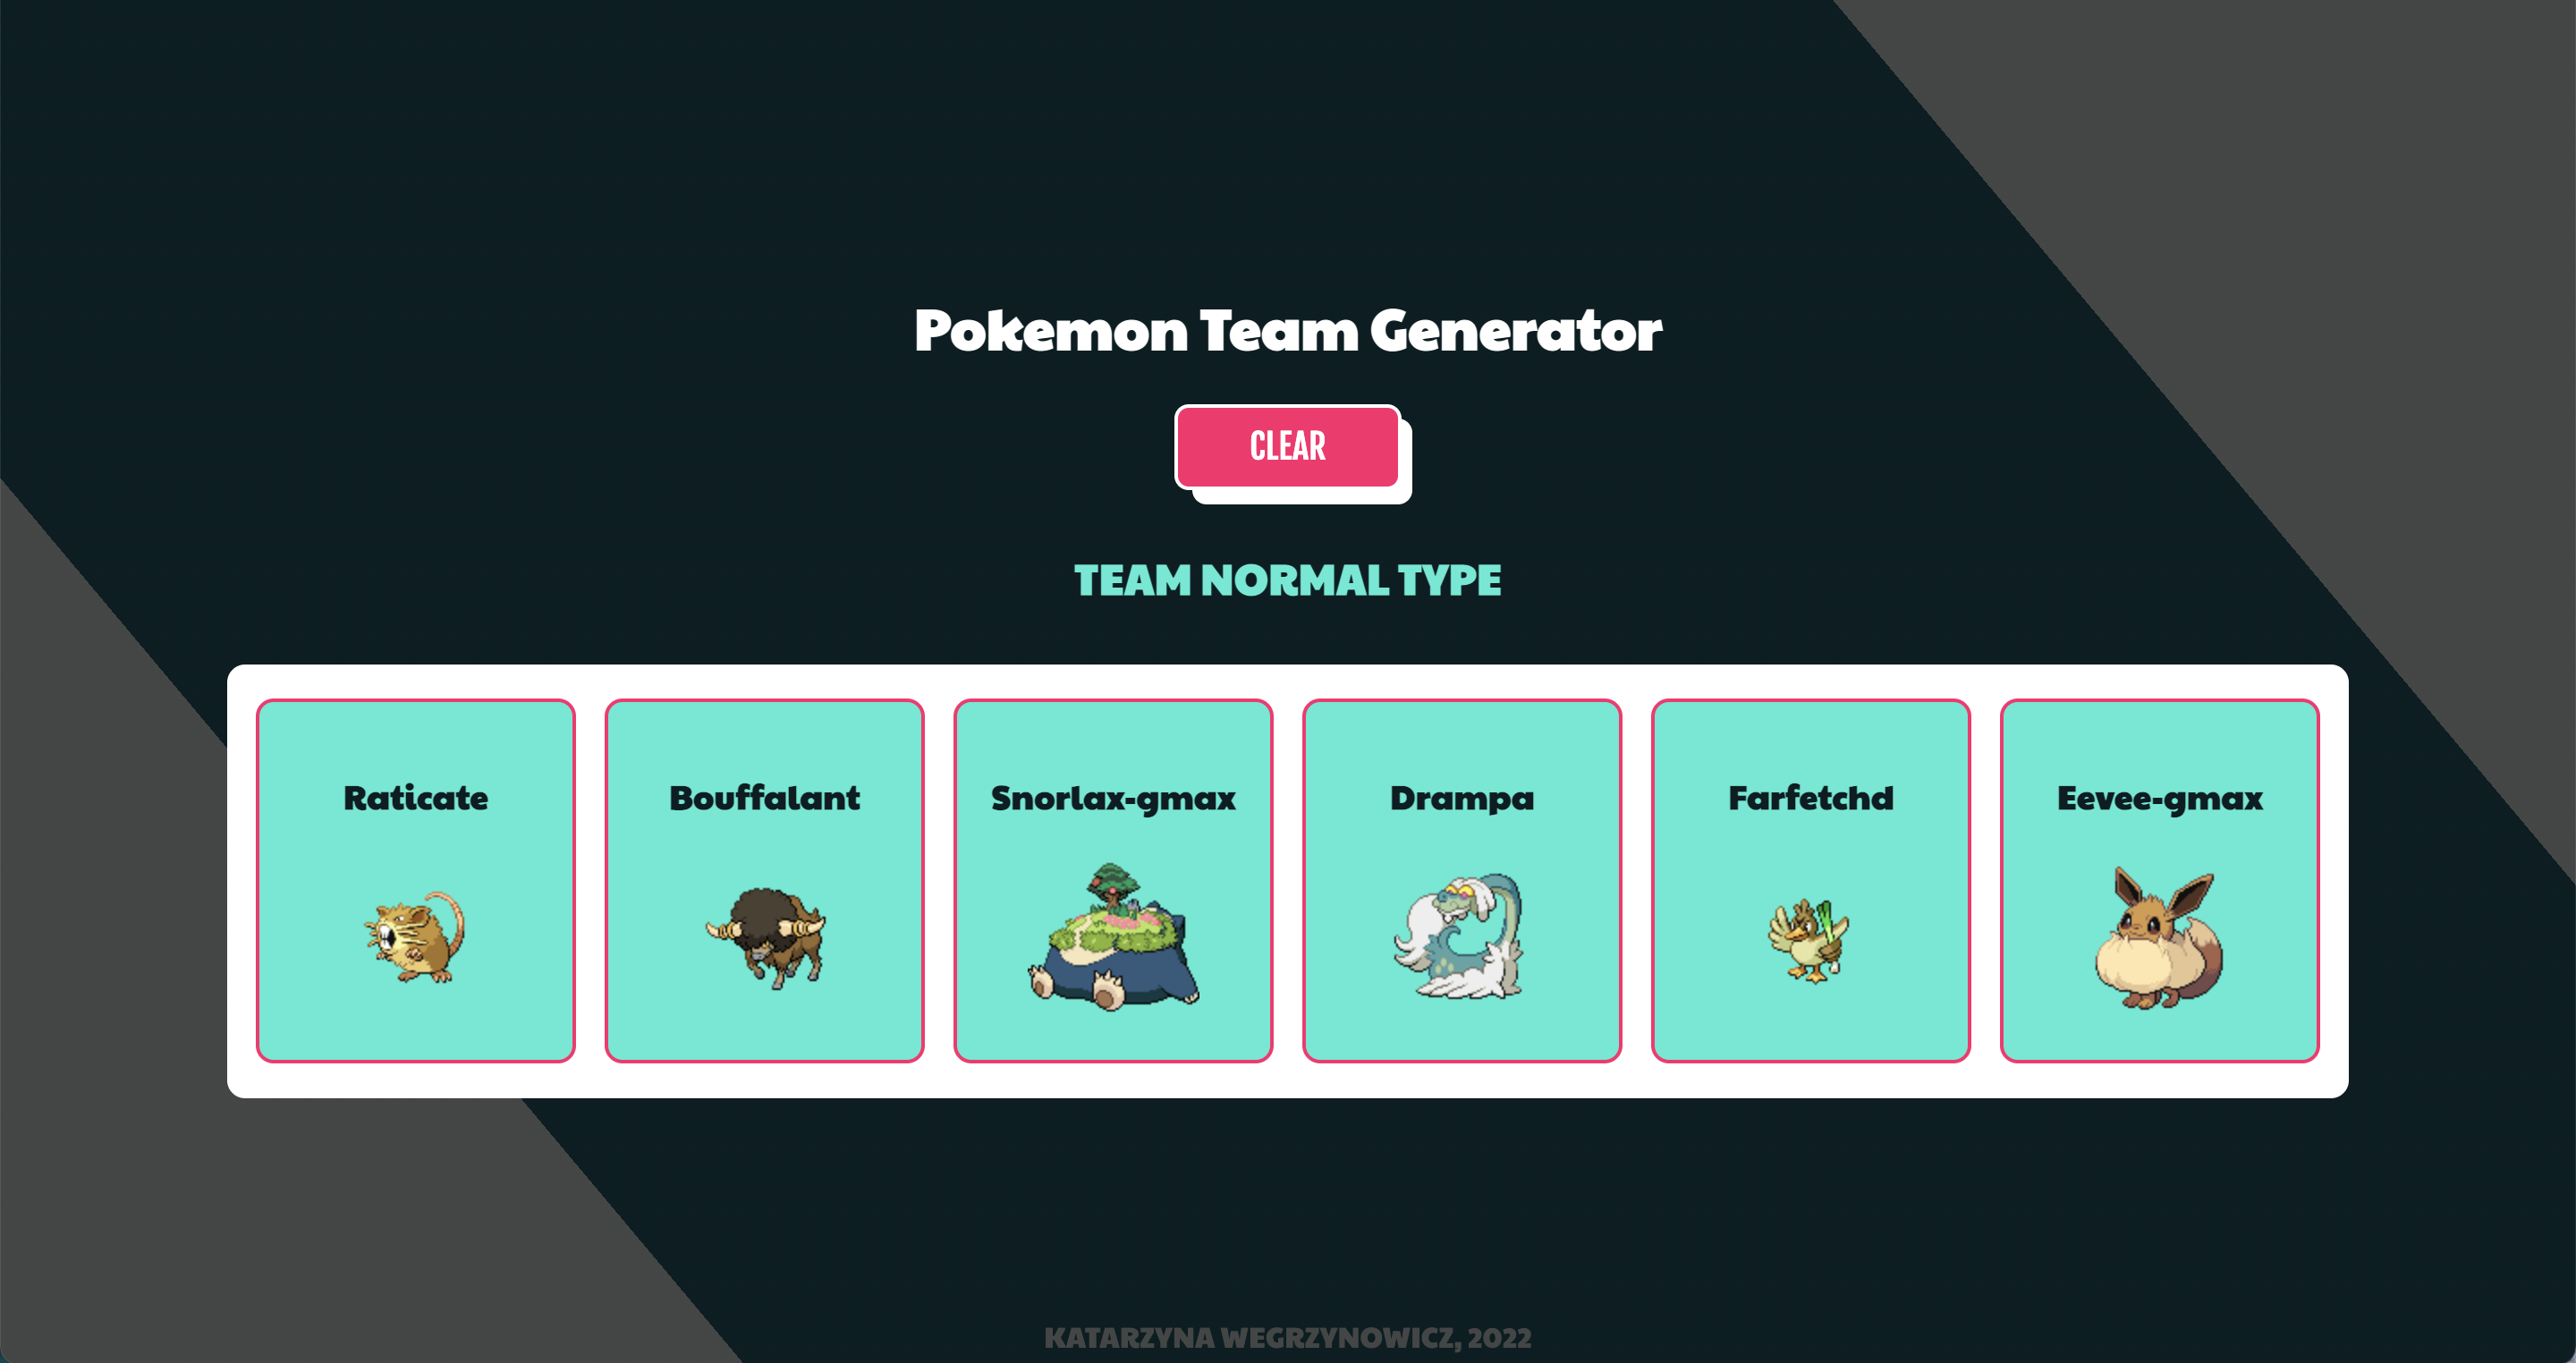 Pokemon Team Generator
CLEAR
TEAM NORMAL TYPE
Raticate
Bouffalant
Snorlax-gmax
Drampa
Farfetchd
Eevee-gmax
KATARZYNA WEGRZYNOWICZ, 2022